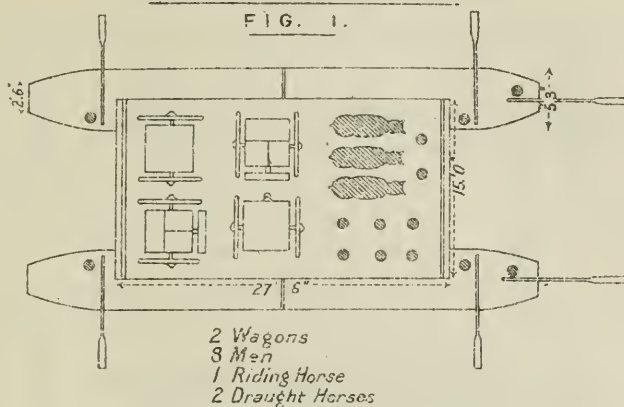 FIG. 1.
2'.6"
5'.3"
15'.0"
27' 6"
2 Wagons
8 Men
1 Riding Horse
2 Draught Horses